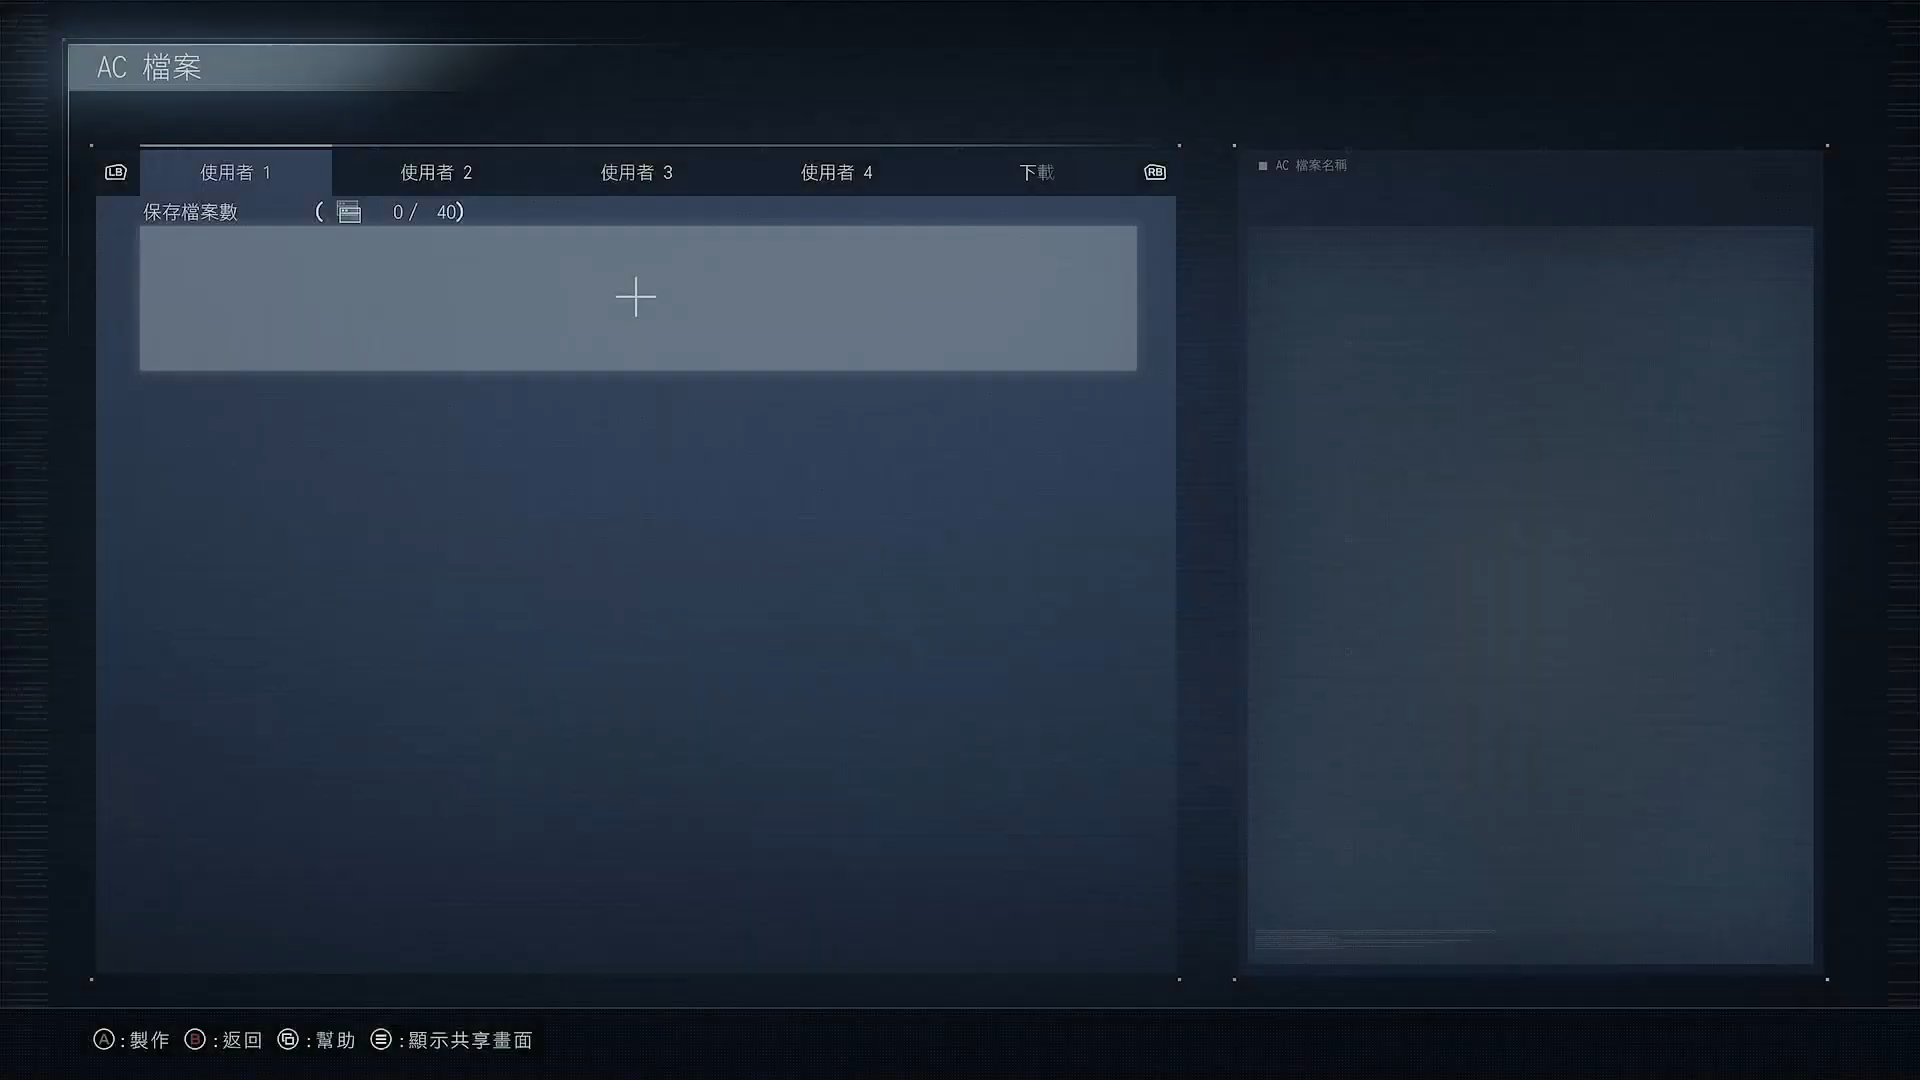 AC 檔案
LB 使用者 1 使用者 2 使用者 3 使用者 4 下載 RB
保存檔案數 ( 0 / 40)
■ AC 檔案名稱
A : 製作 B : 返回 : 幫助 : 顯示共享畫面